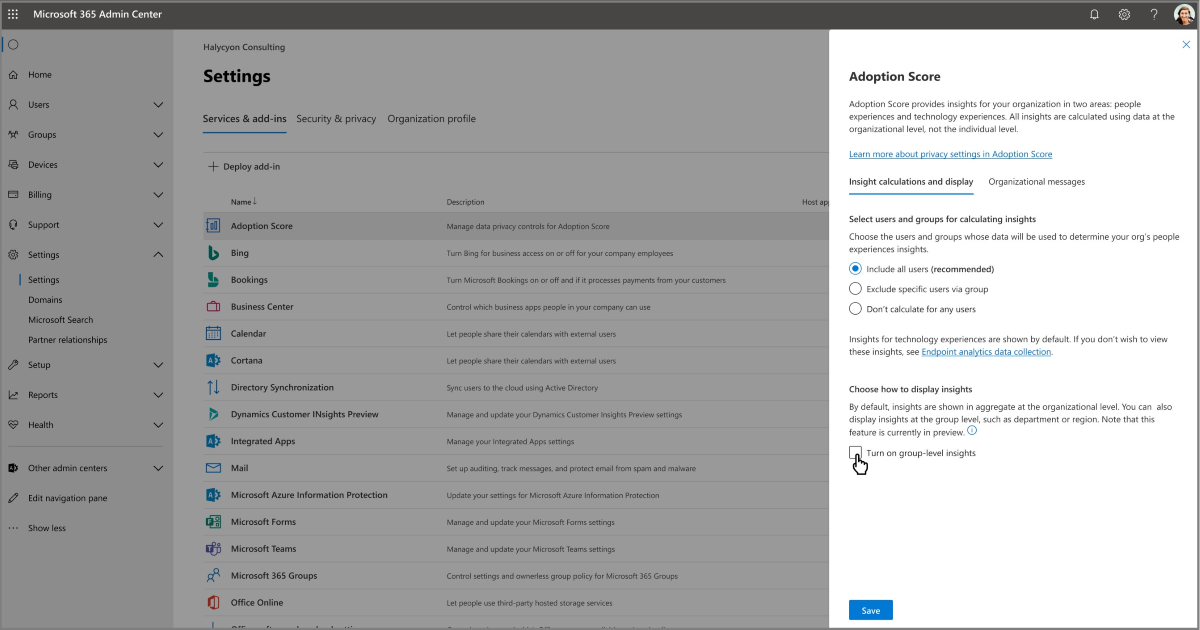 Microsoft 365 Admin Center
Home
Users
Groups
Devices
Billing
Support
Settings
Settings
Domains
Microsoft Search
Partner relationships
Setup
Reports
Health
Other admin centers
Edit navigation pane
Show less
Halycyon Consulting
Settings
Services & add-ins Security & privacy Organization profile
Deploy add-in
Name↓ Description Host app
Adoption Score Manage data privacy controls for Adoption Score
Bing Turn Bing for business access on or off for your company employees
Bookings Turn Microsoft Bookings on or off and if it processes payments from your customers
Business Center Control which business apps people in your company can use
Calendar Let people share their calendars with external users
Cortana Let people share their calendars with external users
Directory Synchronization Sync users to the cloud using Active Directory
Dynamics Customer INsights Preview Manage and update your Dynamics Customer Insights Preview settings
Integrated Apps Manage your Integrated Apps settings
Mail Set up auditing, track messages, and protect email from spam and malware
Microsoft Azure Information Protection Update your settings for Microsoft Azure Information Protection
Microsoft Forms Manage and update your Microsoft Forms settings
Microsoft Teams Manage and update your Microsoft Teams settings
Microsoft 365 Groups Control settings and ownerless group policy for Microsoft 365 Groups
Office Online Let people use third-party hosted storage services
Adoption Score
Adoption Score provides insights for your organization in two areas: people
experiences and technology experiences. All insights are calculated using data at the
organizational level, not the individual level.
Learn more about privacy settings in Adoption Score
Insight calculations and display Organizational messages
Select users and groups for calculating insights
Choose the users and groups whose data will be used to determine your org's people
experiences insights.
Include all users (recommended)
Exclude specific users via group
Don't calculate for any users
Insights for technology experiences are shown by default. If you don't wish to view
these insights, see Endpoint analytics data collection.
Choose how to display insights
By default, insights are shown in aggregate at the organizational level. You can also
display insights at the group level, such as department or region. Note that this
feature is currently in preview.
Turn on group-level insights
Save